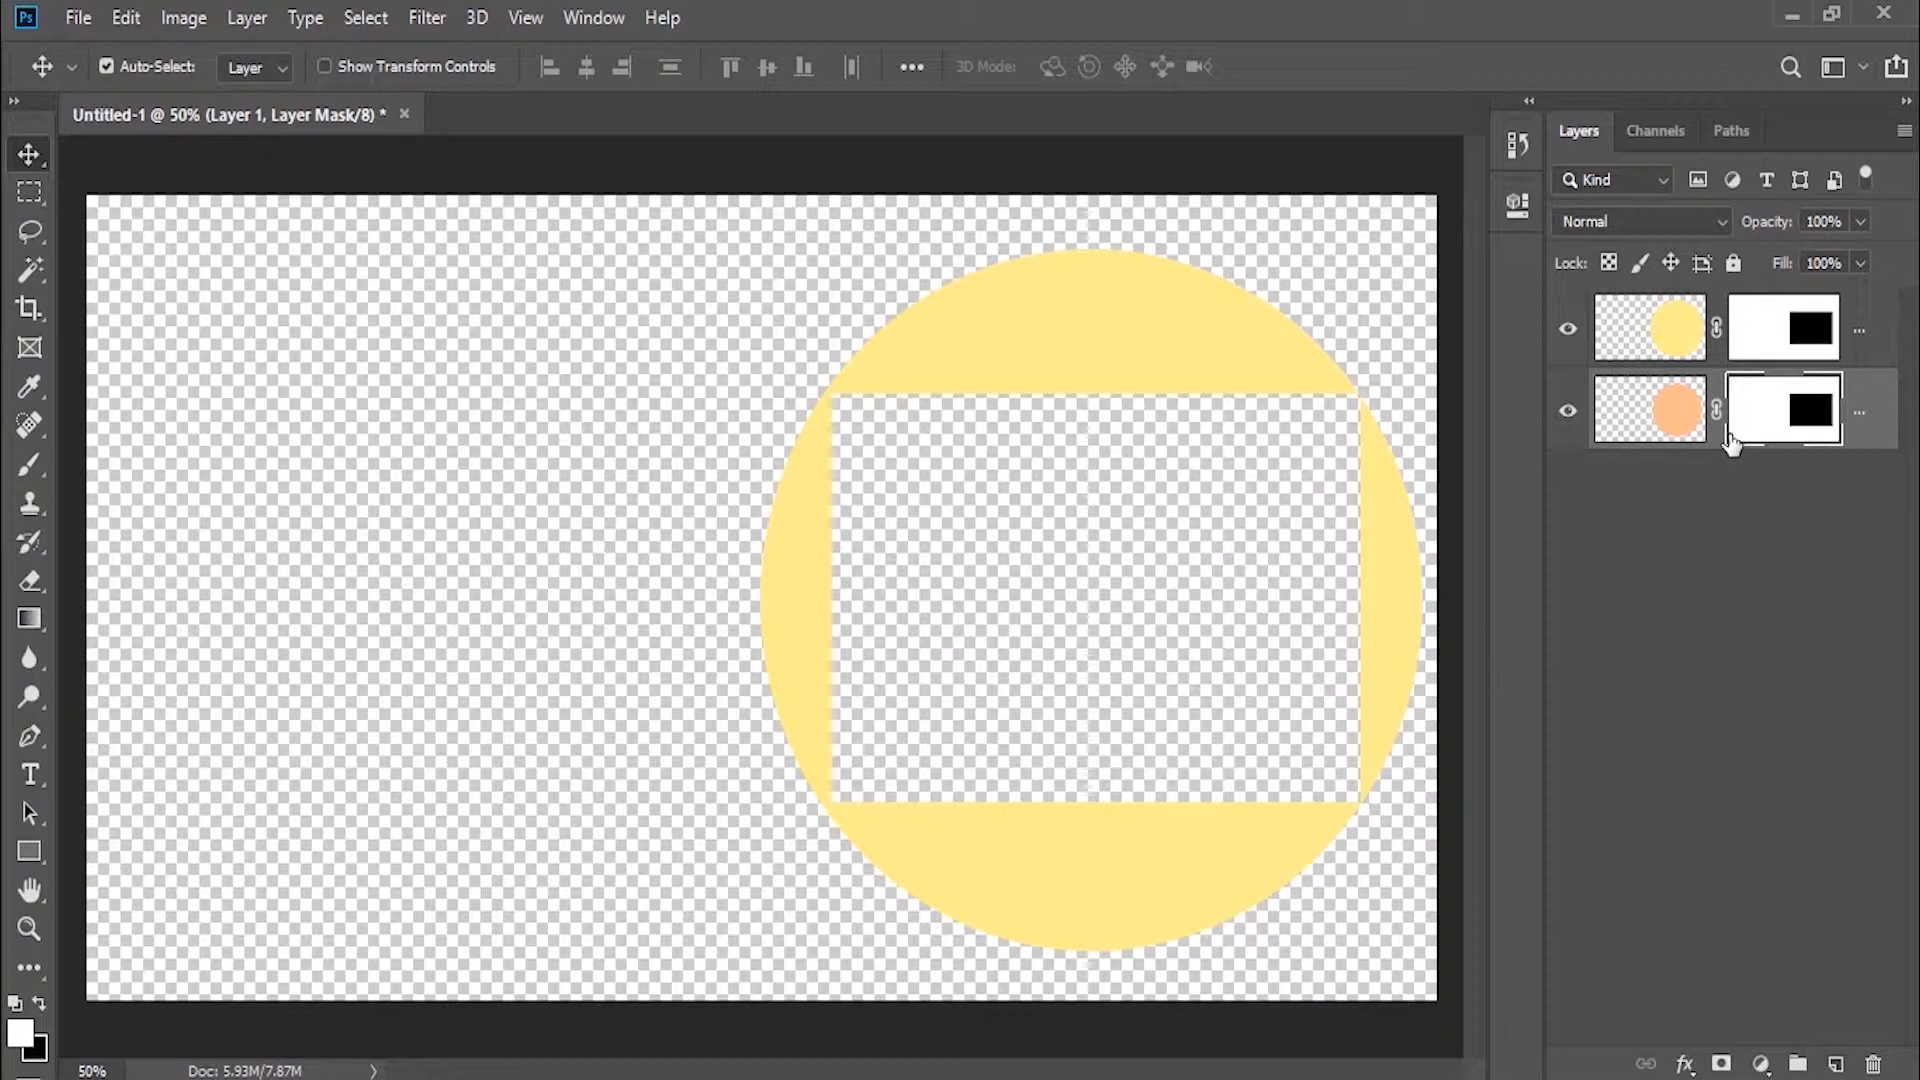 Ps File Edit Image Layer Type Select Filter 3D View Window Help
Auto-Select: Layer Show Transform Controls 3D Mode:
Untitled-1 @ 50% (Layer 1, Layer Mask/8) *
Layers Channels Paths
Kind
Normal Opacity: 100%
Lock: Fill: 100%
fx
50% Doc: 5.93M/7.87M